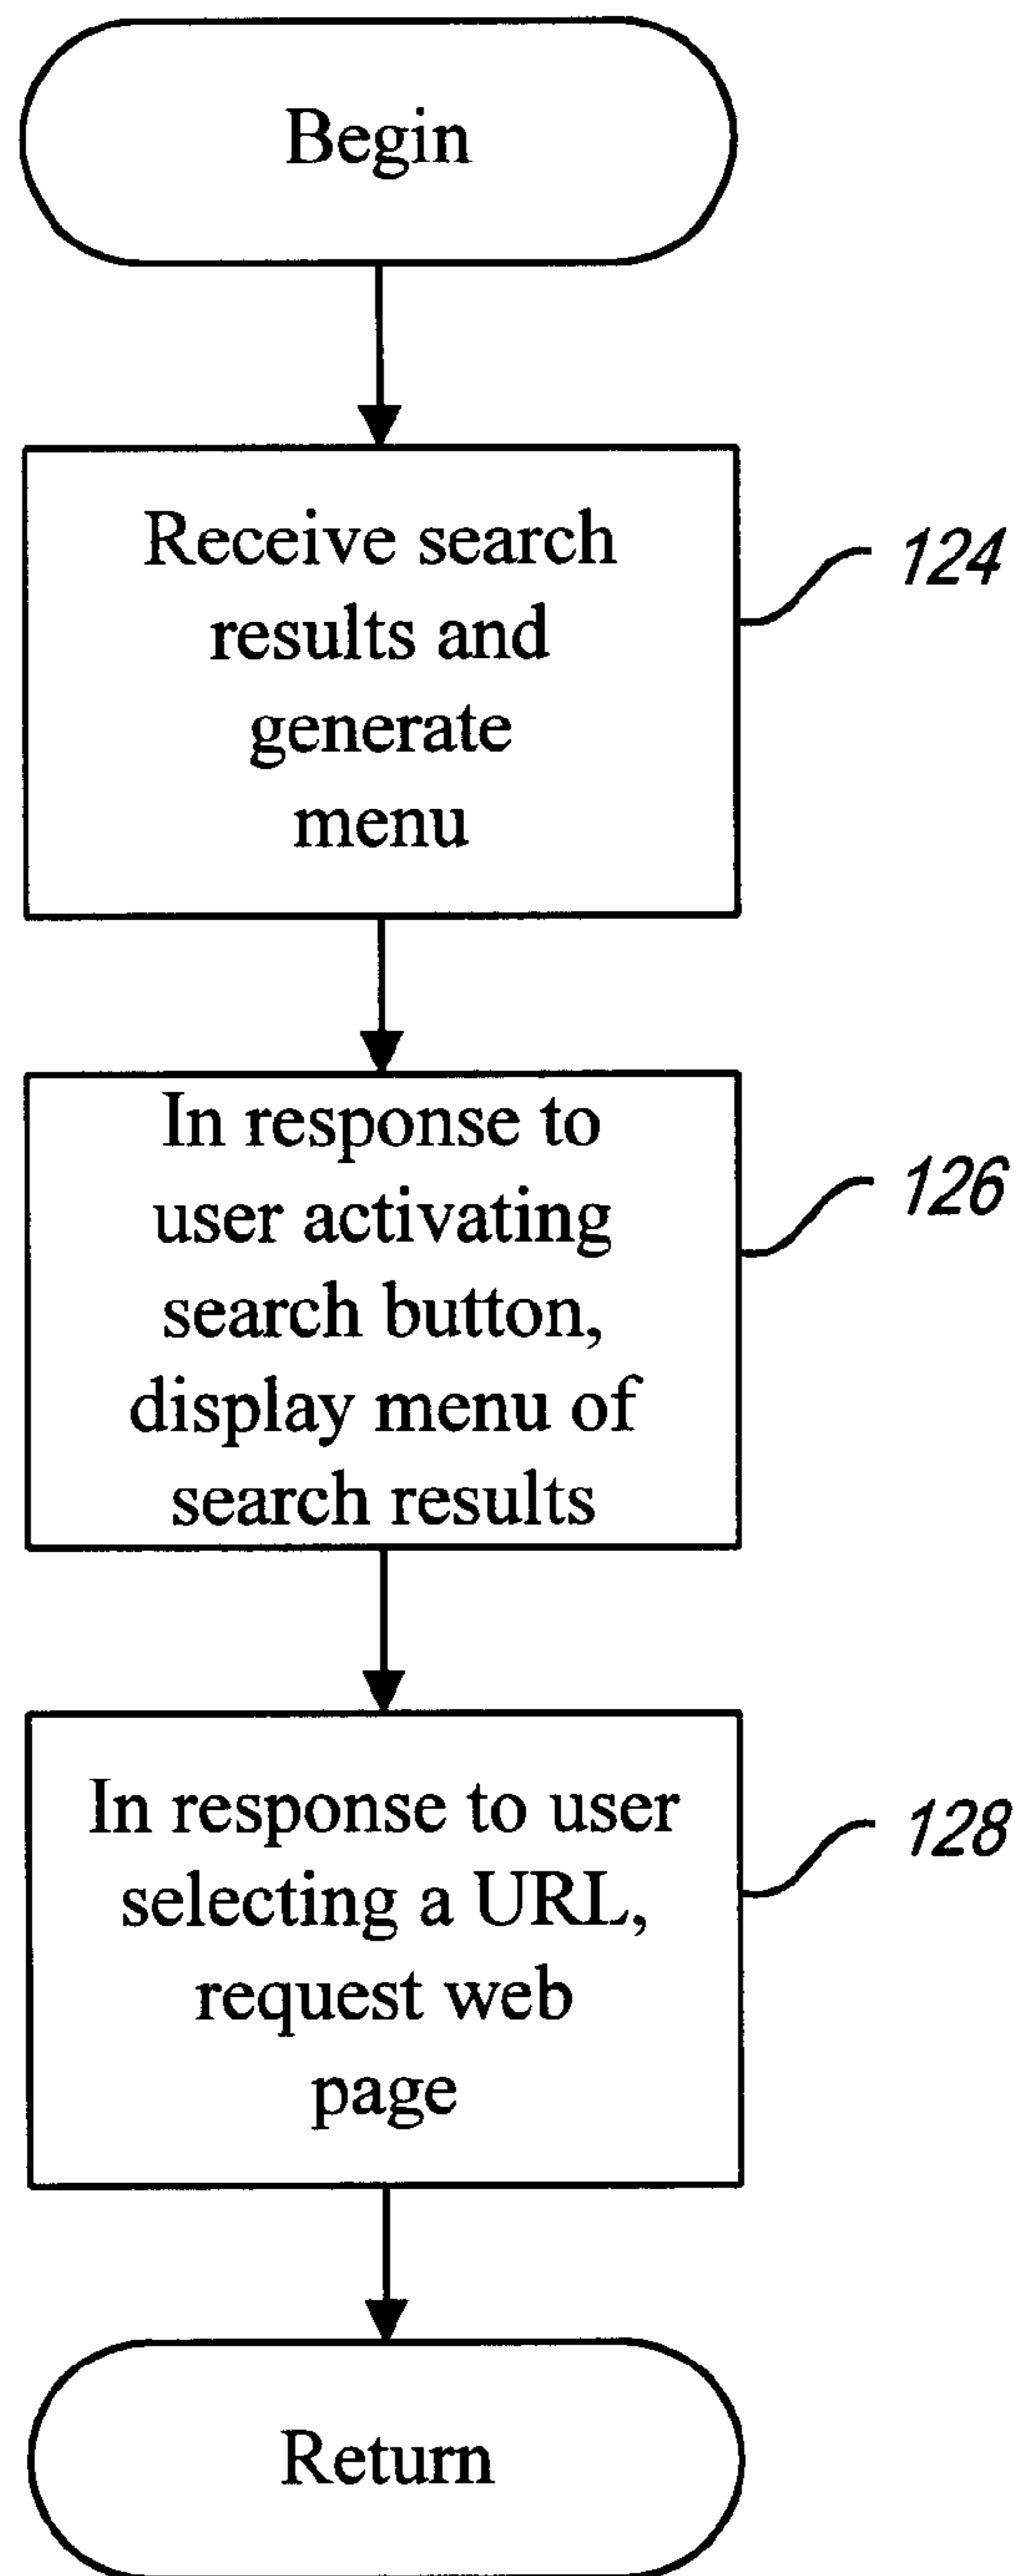 Begin
Receive search
results and
generate
menu
124
In response to
user activating
search button,
display menu of
search results
126
In response to user
selecting a URL,
request web
page
128
Return